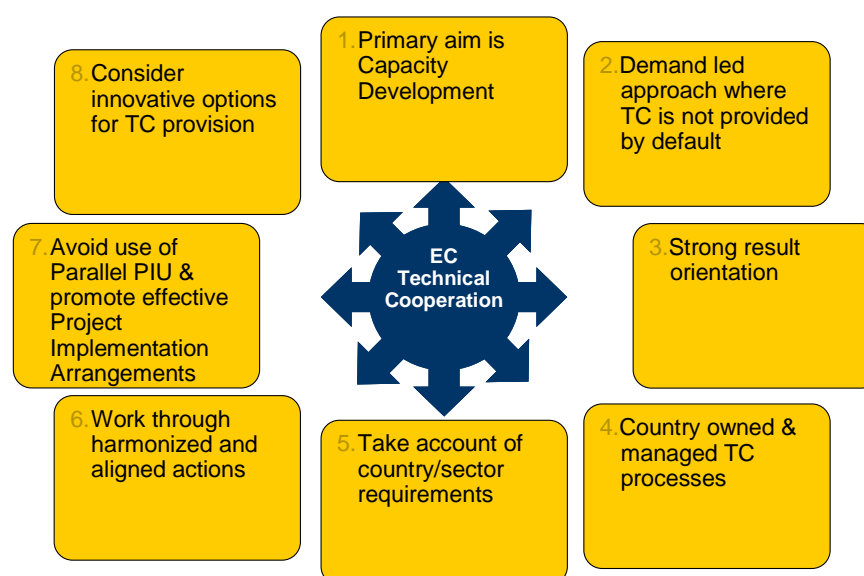 1.Primary aim is
Capacity
Development
2.Demand led
approach where
TC is not provided
by default
3.Strong result
orientation
4.Country owned &
managed TC
processes
5.Take account of
country/sector
requirements
6.Work through
harmonized and
aligned actions
7.Avoid use of
Parallel PIU &
promote effective
Project
Implementation
Arrangements
8.Consider
innovative options
for TC provision
EC
Technical
Cooperation